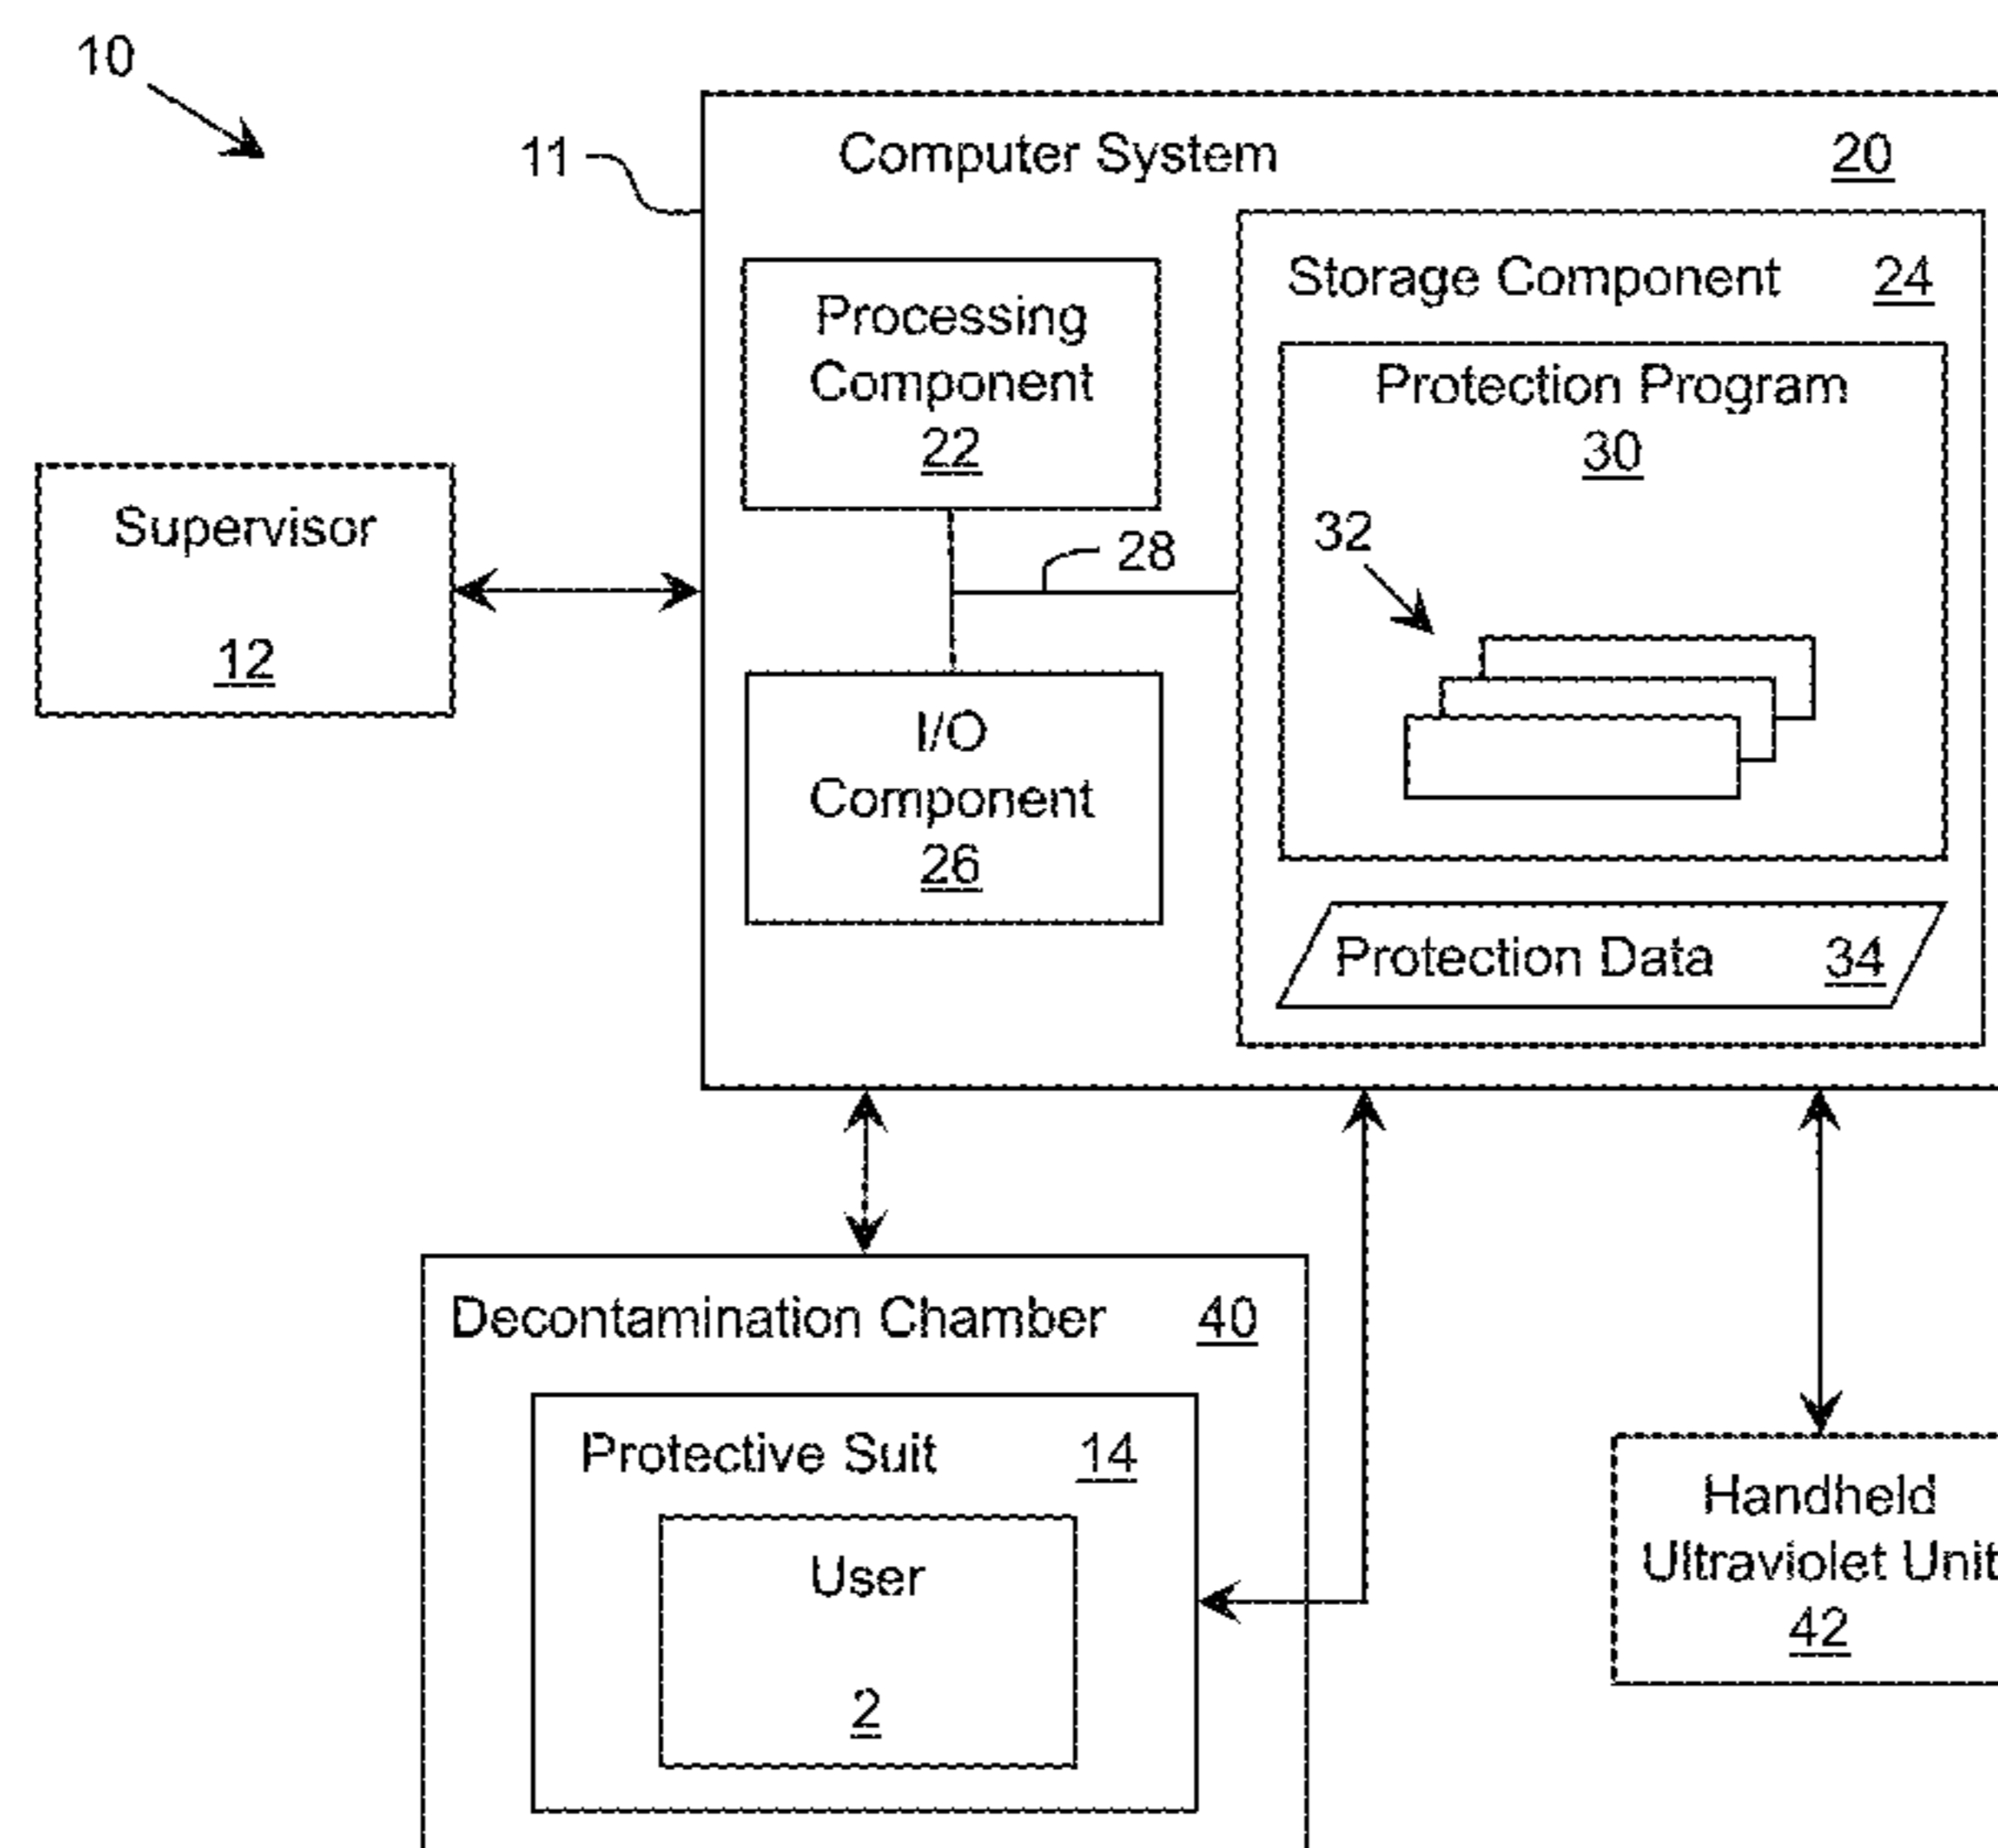 10
11
Computer System 20
Storage Component 24
Processing
Component
22
Protection Program
30
32
28
Supervisor
12
I/O
Component
26
Protection Data 34
Decontamination Chamber 40
Protective Suit 14
User
2
Handheld
Ultraviolet Unit
42